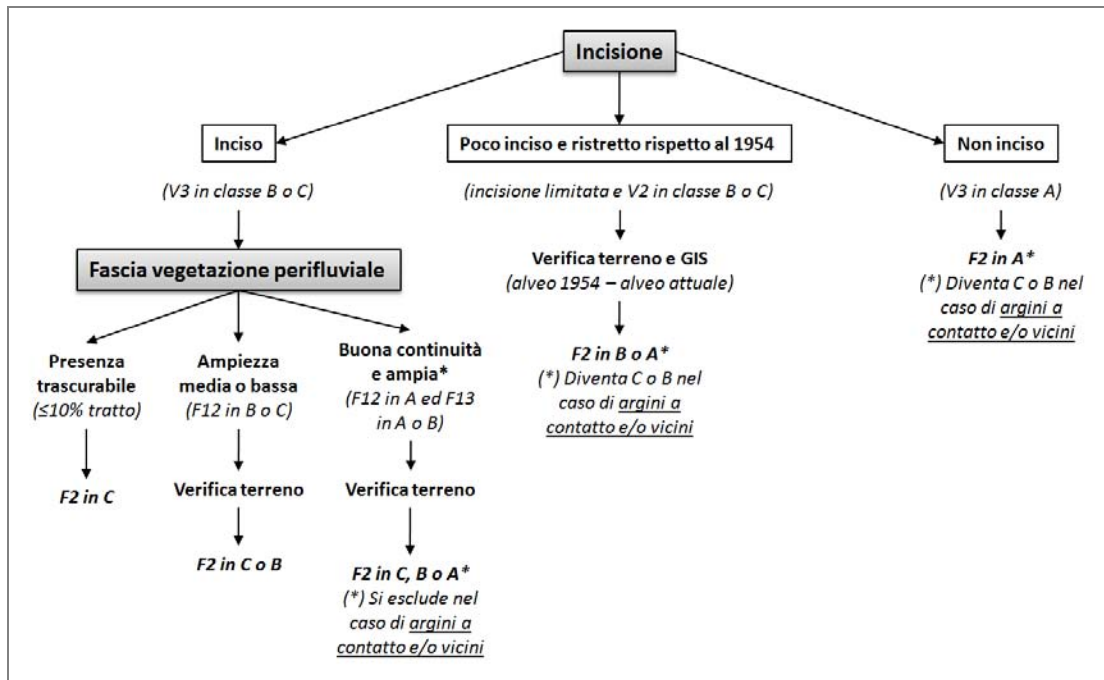 Incisione
Inciso
(V3 in classe B o C)
Fascia vegetazione perifluviale
Presenza
trascurabile
(≤10% tratto)
F2 in C
Ampiezza
media o bassa
(F12 in B o C)
Verifica terreno
F2 in C o B
Buona continuità
e ampia*
(F12 in A ed F13
in A o B)
Verifica terreno
F2 in C, B o A*
(*) Si esclude nel
caso di argini a
contatto e/o vicini
Poco inciso e ristretto rispetto al 1954
(incisione limitata e V2 in classe B o C)
Verifica terreno e GIS
(alveo 1954 – alveo attuale)
F2 in B o A*
(*) Diventa C o B nel
caso di argini a
contatto e/o vicini
Non inciso
(V3 in classe A)
F2 in A*
(*) Diventa C o B nel
caso di argini a
contatto e/o vicini